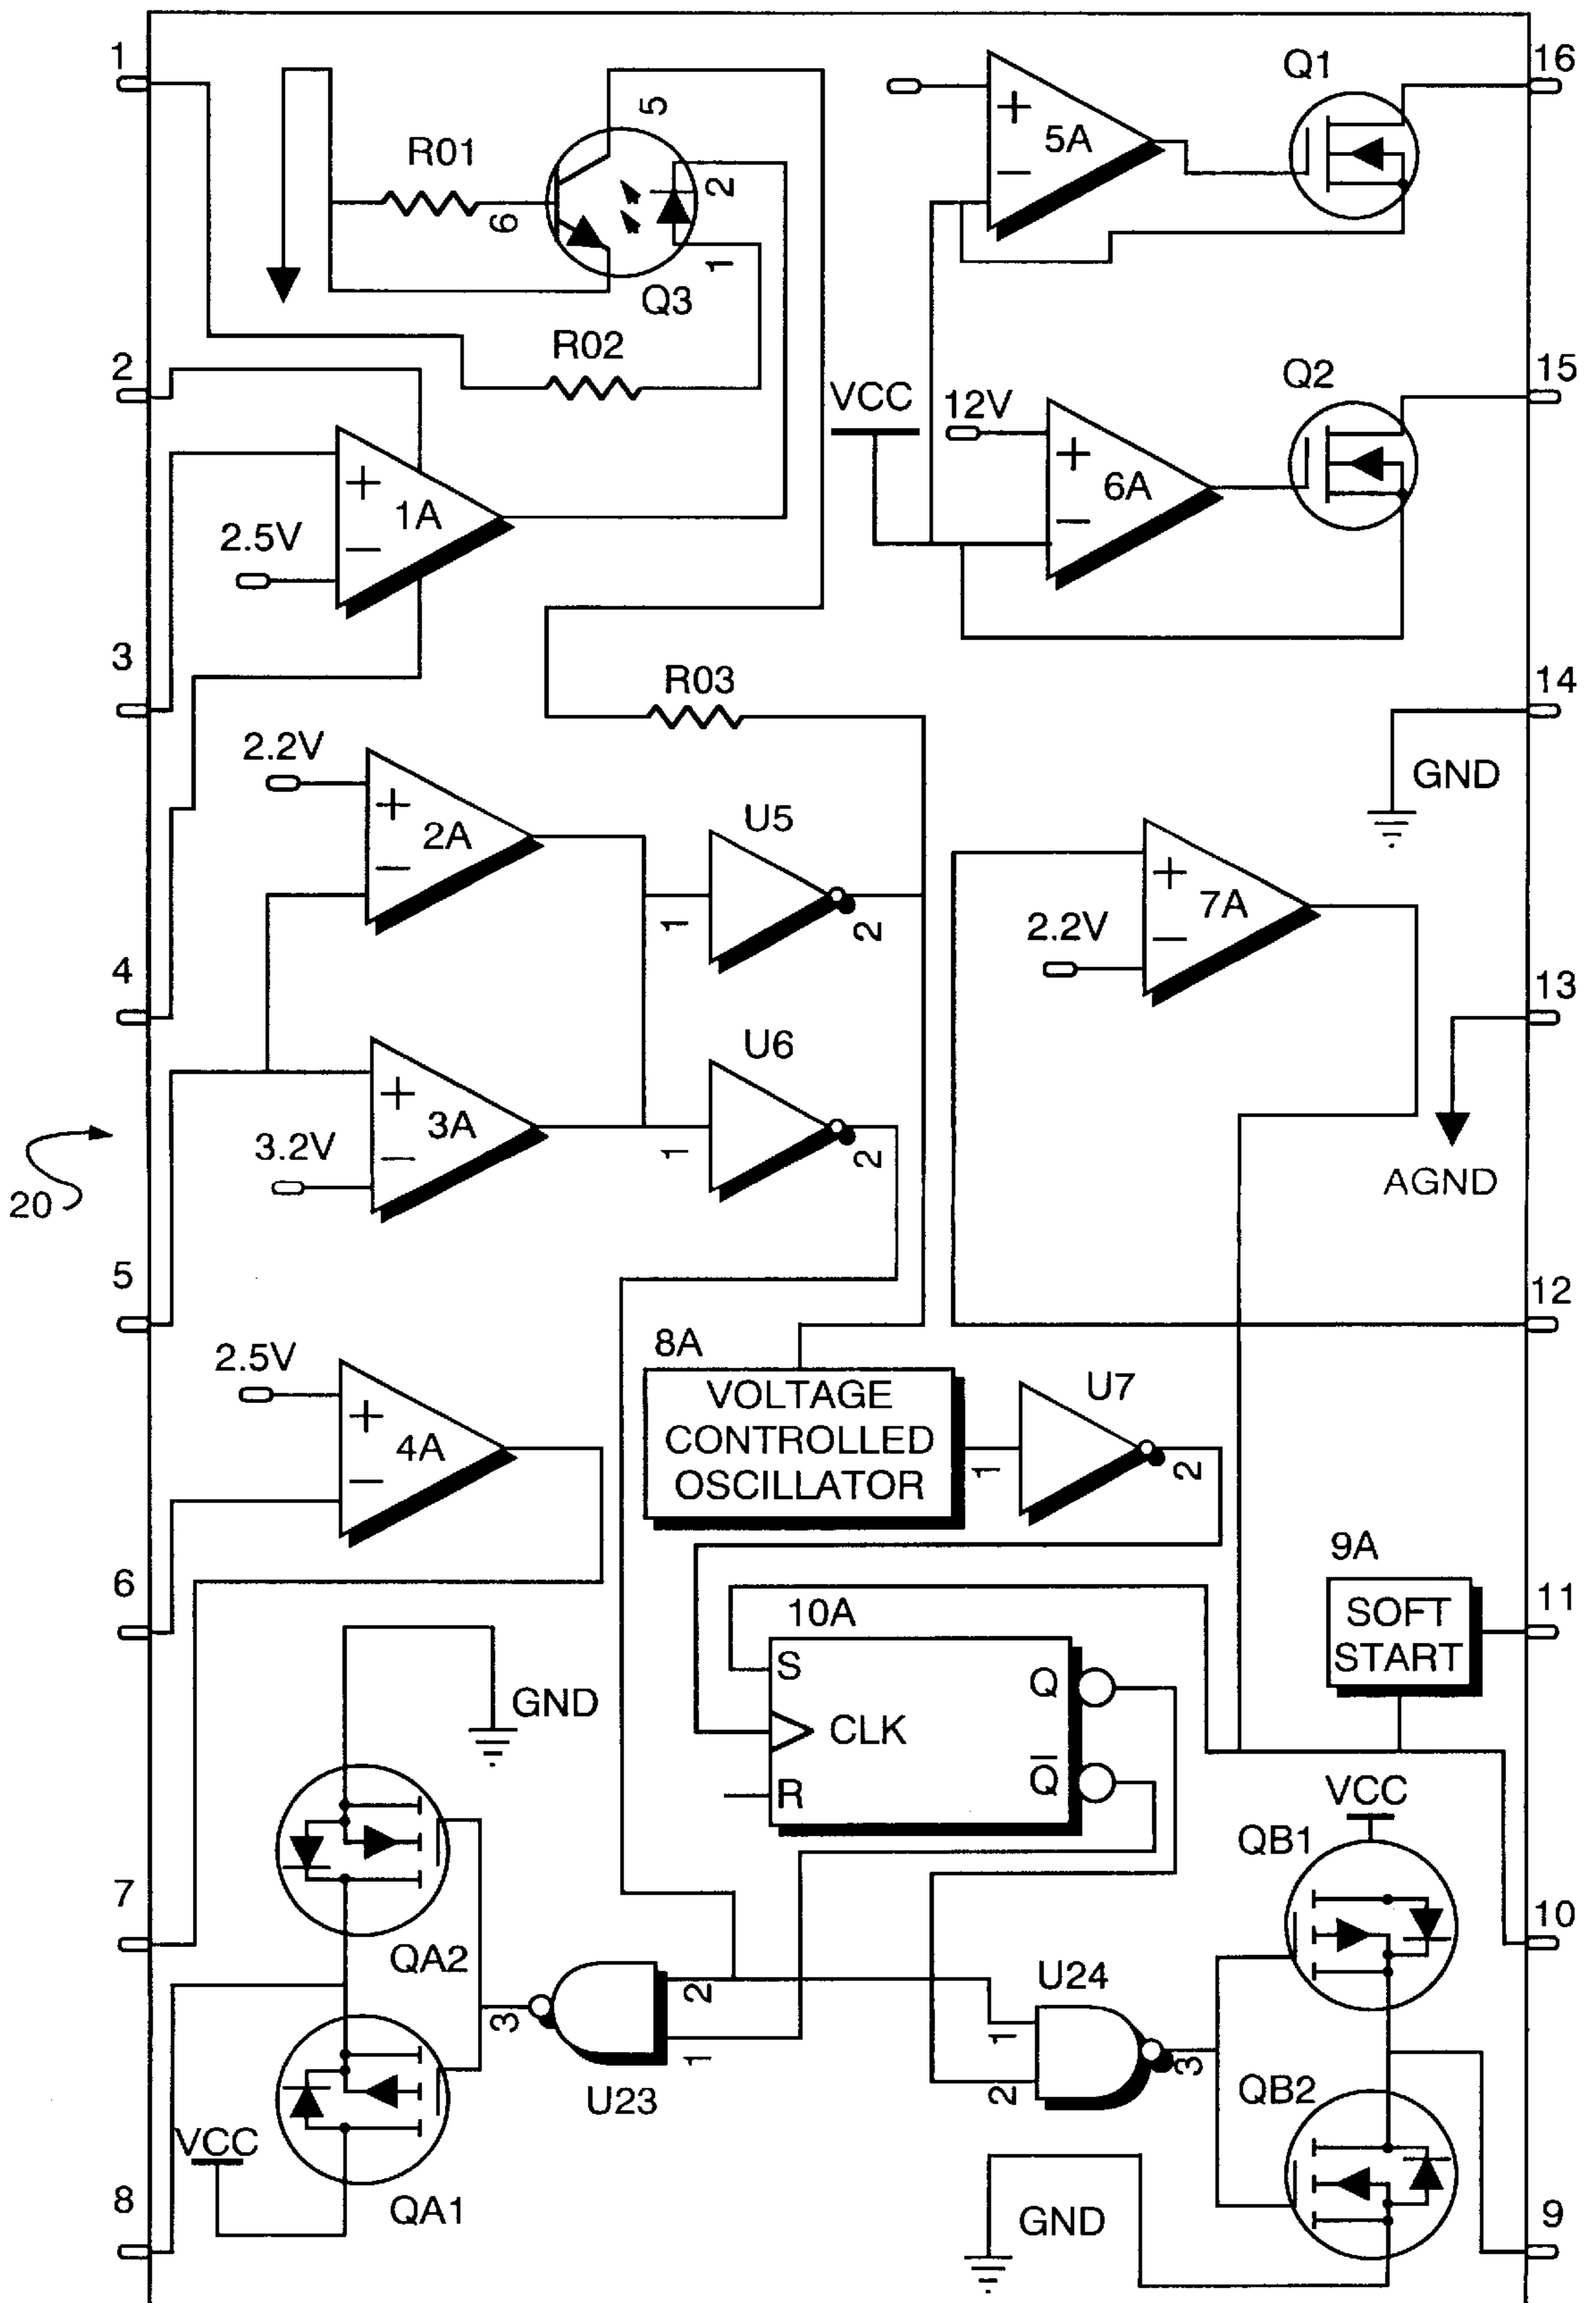 1
16
Q1
5
+
5A
−
R01
2
6
1
Q3
R02
2
15
Q2
VCC
12V
+
6A
−
+
1A
2.5V
−
3
R03
14
2.2V
GND
+
2A
−
U5
1
2
+
7A
2.2V
−
4
13
U6
+
3A
3.2V
−
1
2
AGND
20
5
12
2.5V
8A
VOLTAGE
CONTROLLED
OSCILLATOR
U7
+
4A
−
1
2
9A
6
11
10A
SOFT
START
S
Q
GND
CLK
R
Q̅
VCC
QB1
7
10
QA2
2
U24
3
1
1
3
U23
2
QB2
VCC
8
QA1
GND
9